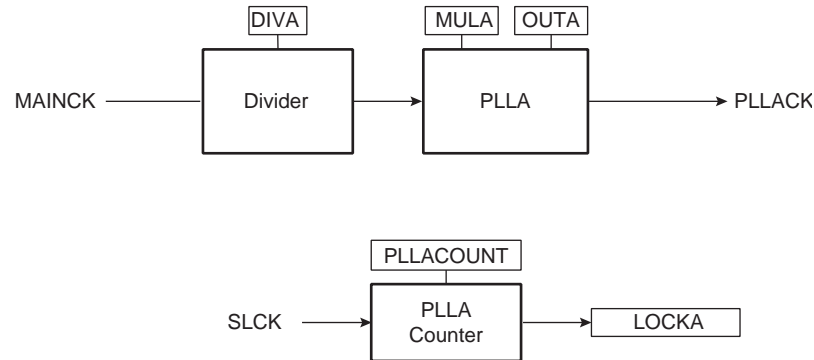 DIVA
MULA
OUTA
MAINCK
Divider
PLLA
PLLACK
PLLACOUNT
SLCK
PLLA
Counter
LOCKA